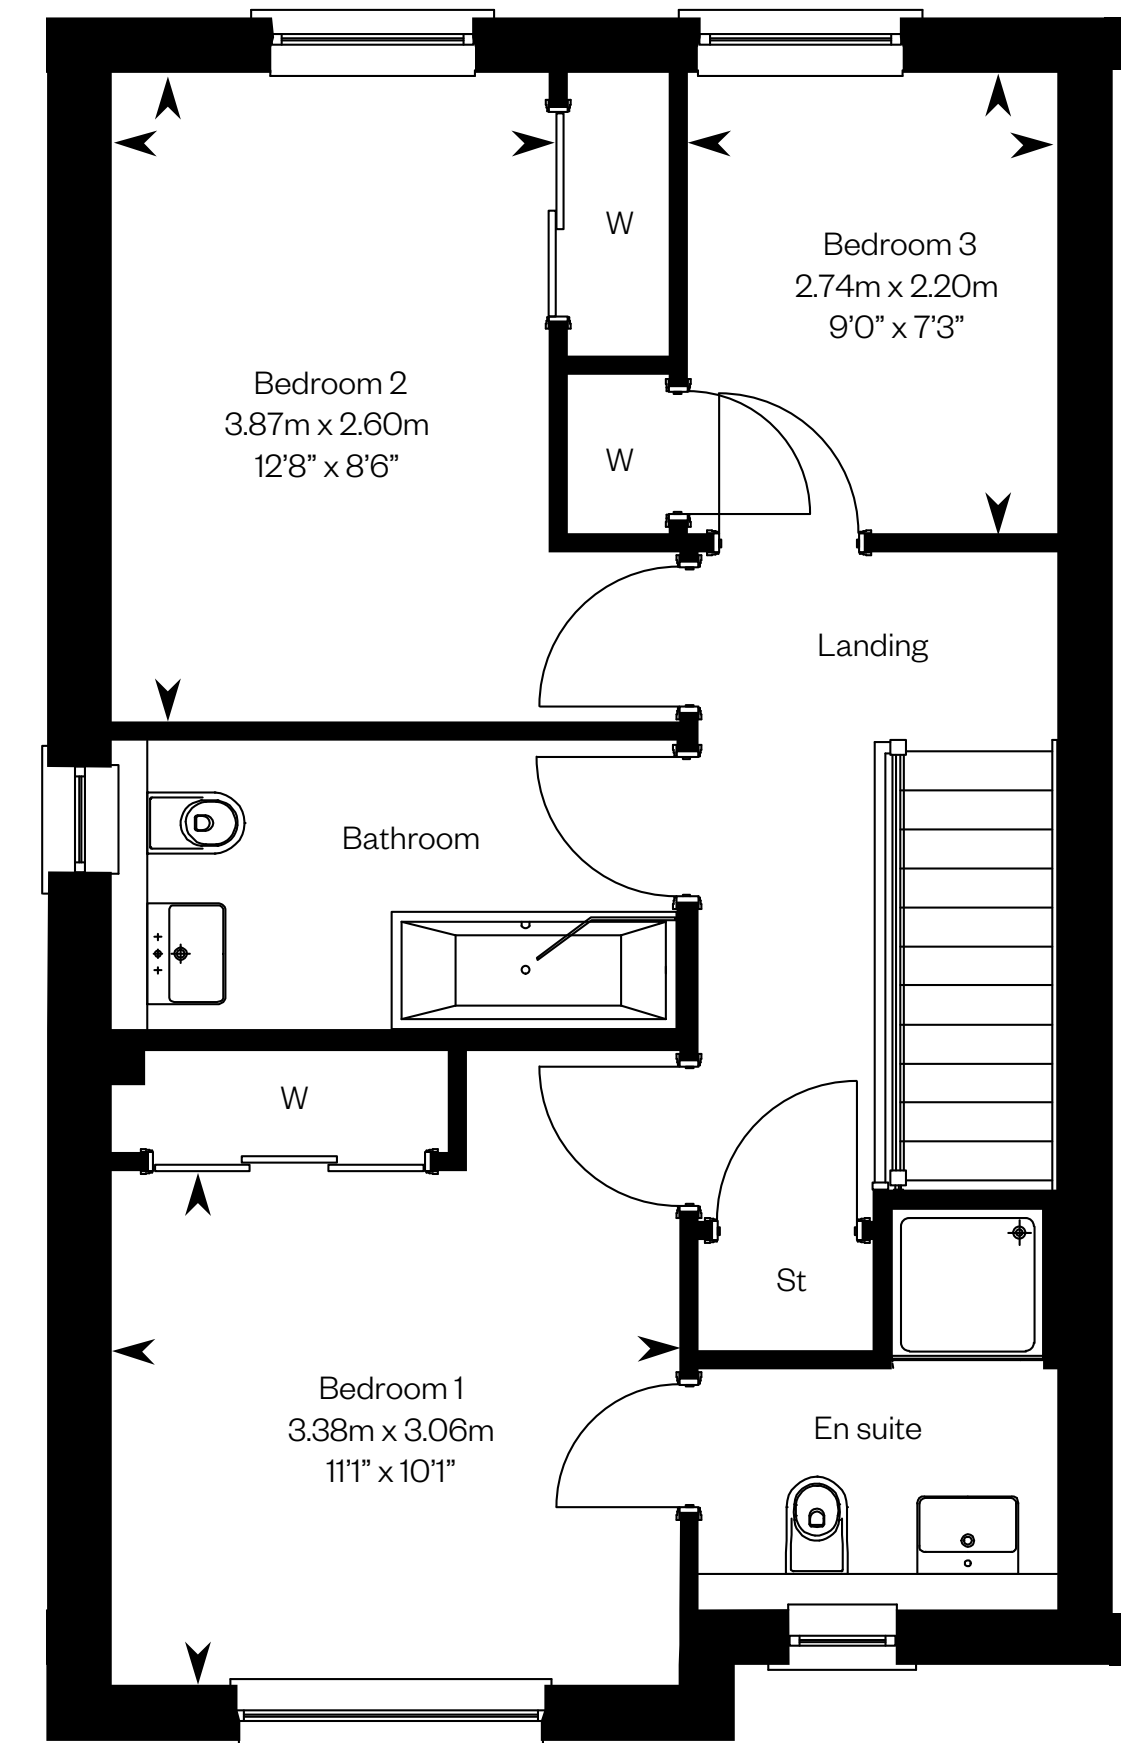 W
Bedroom 3
2.74m x 2.20m
9’0” x 7’3”
Bedroom 2
3.87m x 2.60m
12’8” x 8’6”
W
Landing
Bathroom
W
St
Bedroom 1
3.38m x 3.06m
11’1” x 10’1”
En suite